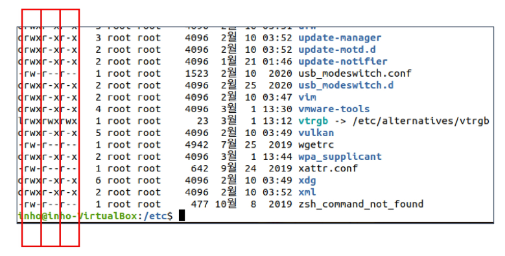 drwxr-xr-x 2 root root 4096 2월 10 03:51 ufw
drwxr-xr-x 3 root root 4096 2월 10 03:52 update-manager
drwxr-xr-x 2 root root 4096 2월 10 03:52 update-motd.d
drwxr-xr-x 2 root root 4096 1월 21 01:46 update-notifier
-rw-r--r-- 1 root root 1523 2월 10 2020 usb_modeswitch.conf
drwxr-xr-x 2 root root 4096 2월 25 2020 usb_modeswitch.d
drwxr-xr-x 2 root root 4096 2월 10 03:47 vim
drwxr-xr-x 4 root root 4096 3월 1 13:30 vmware-tools
lrwxrwxrwx 1 root root 23 3월 1 13:12 vtrgb -> /etc/alternatives/vtrgb
drwxr-xr-x 5 root root 4096 2월 10 03:49 vulkan
-rw-r--r-- 1 root root 4942 7월 25 2019 wgetrc
drwxr-xr-x 2 root root 4096 3월 1 13:44 wpa_supplicant
-rw-r--r-- 1 root root 642 9월 24 2019 xattr.conf
drwxr-xr-x 6 root root 4096 2월 10 03:49 xdg
drwxr-xr-x 2 root root 4096 2월 10 03:52 xml
-rw-r--r-- 1 root root 477 10월 8 2019 zsh_command_not_found
inho@inho-VirtualBox:/etc$